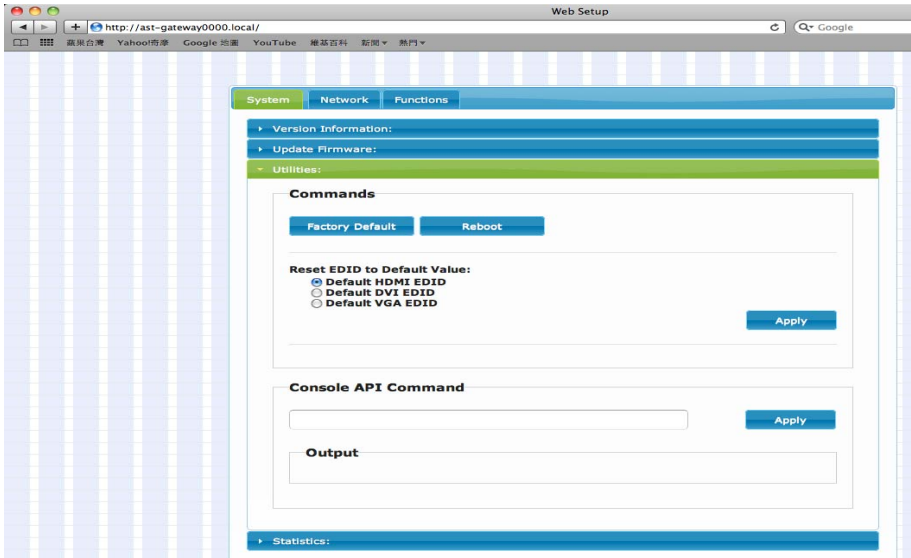 Web Setup
http://ast-gateway0000.local/
Google
蘋果台灣 Yahoo!奇摩 Google 地圖 YouTube 維基百科 新聞 熱門
System Network Functions
Version Information:
Update Firmware:
Utilities:
Commands
Factory Default Reboot
Reset EDID to Default Value:
Default HDMI EDID
Default DVI EDID
Default VGA EDID
Apply
Console API Command
Apply
Output
Statistics: